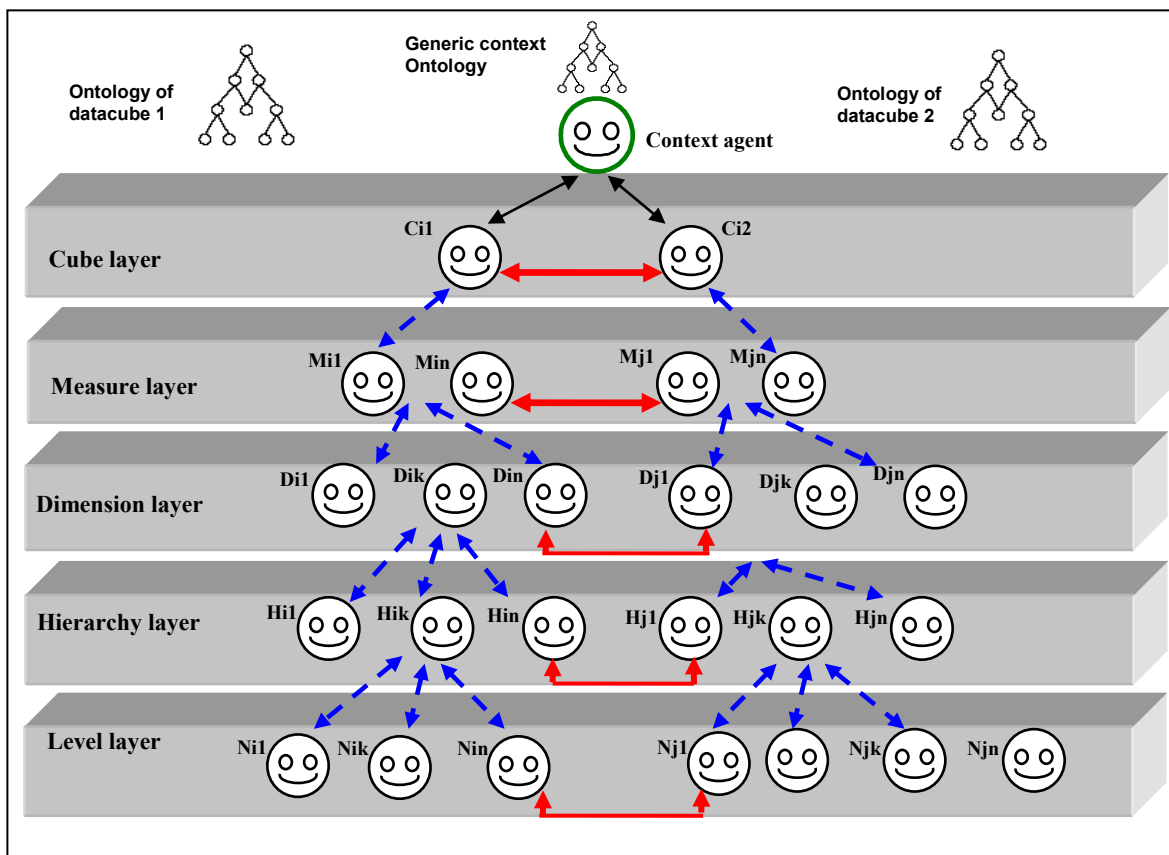 Generic context
Ontology
Ontology of
datacube 1
Ontology of
datacube 2
Context agent
Ci1
Ci2
Cube layer
Mi1
Min
Mj1
Mjn
Measure layer
Di1
Dik
Din
Dj1
Djk
Djn
Dimension layer
Hi1
Hik
Hin
Hj1
Hjk
Hjn
Hierarchy layer
Level layer
Ni1
Nik
Nin
Nj1
Njk
Njn